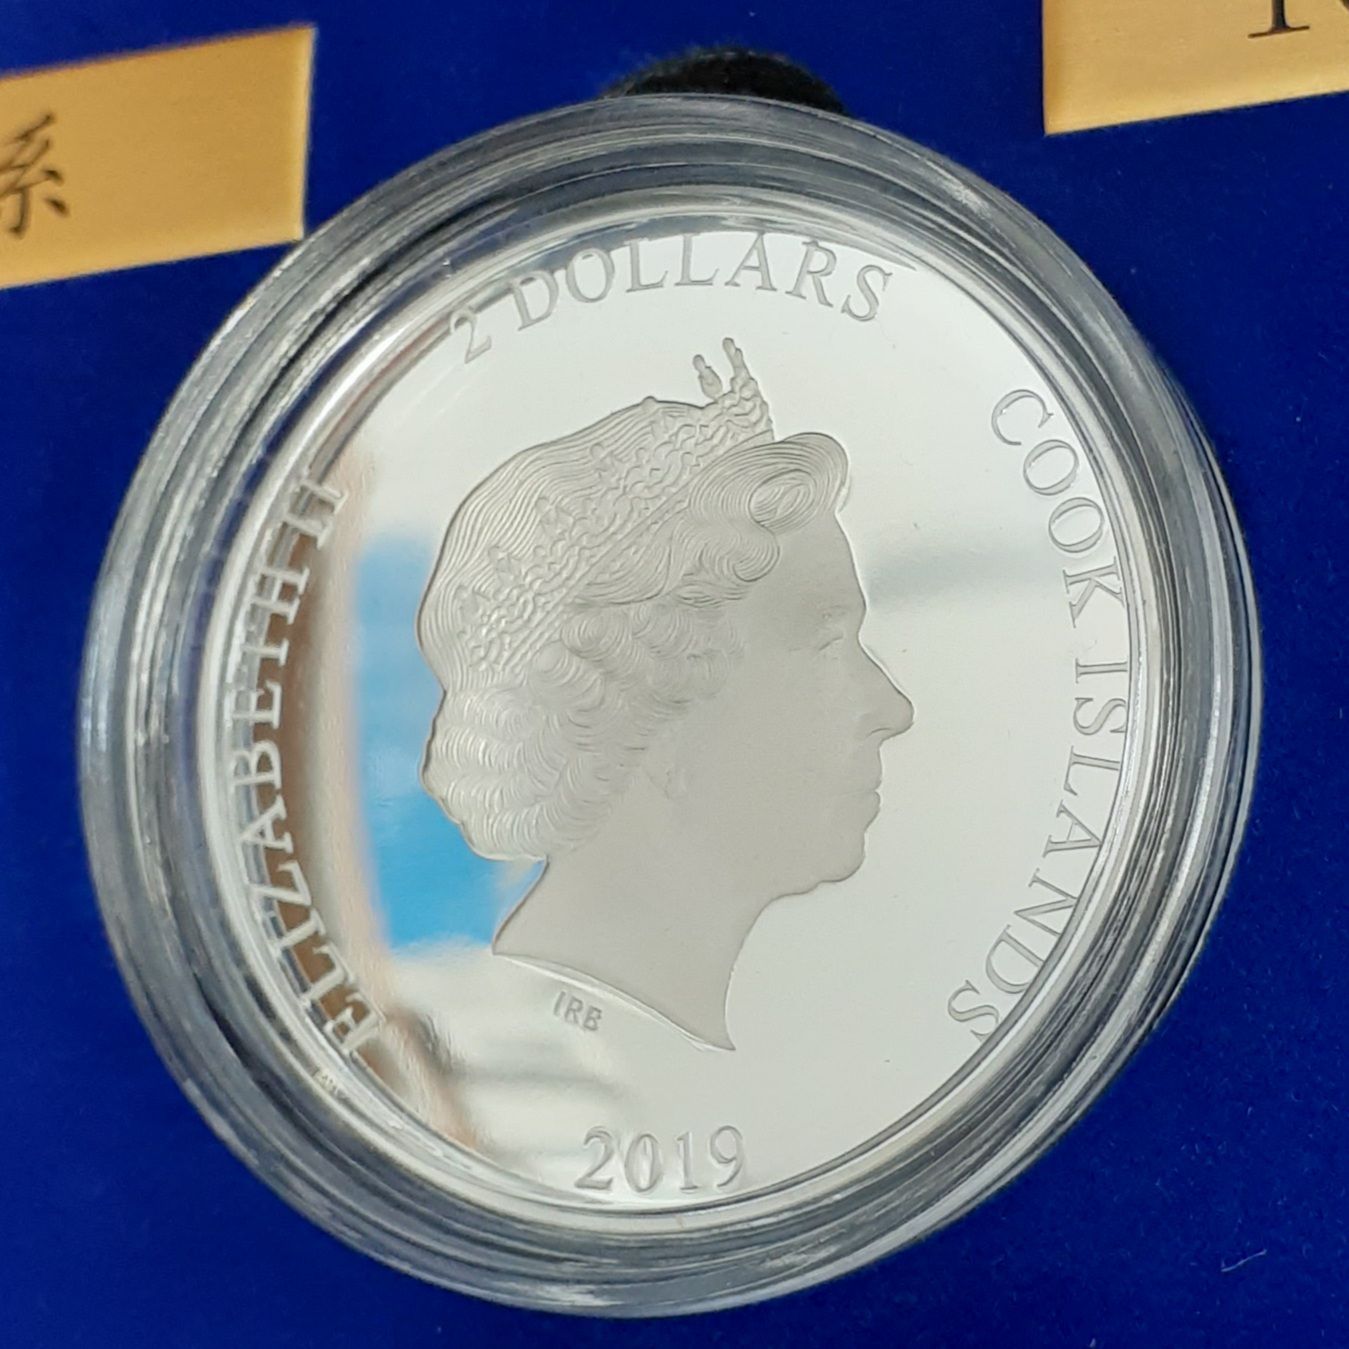 系
2 DOLLARS
ELIZABETH II
COOK ISLANDS
IRB
2019